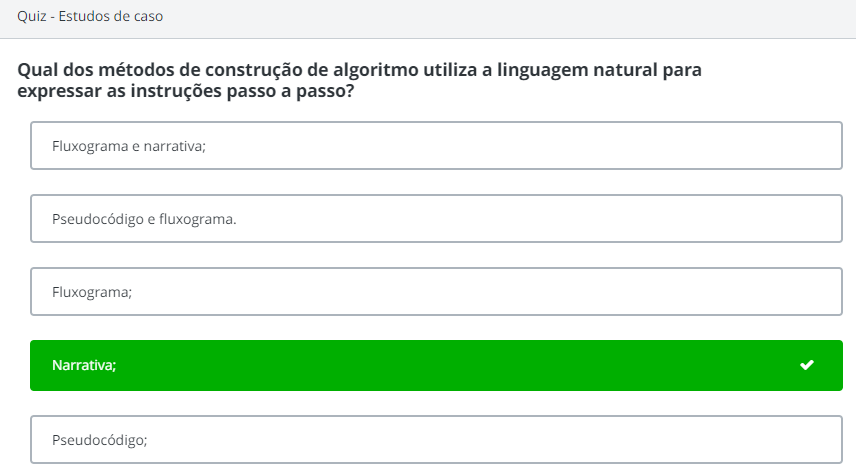 Quiz - Estudos de caso
Qual dos métodos de construção de algoritmo utiliza a linguagem natural para
expressar as instruções passo a passo?
Fluxograma e narrativa;
Pseudocódigo e fluxograma.
Fluxograma;
Narrativa;
Pseudocódigo;